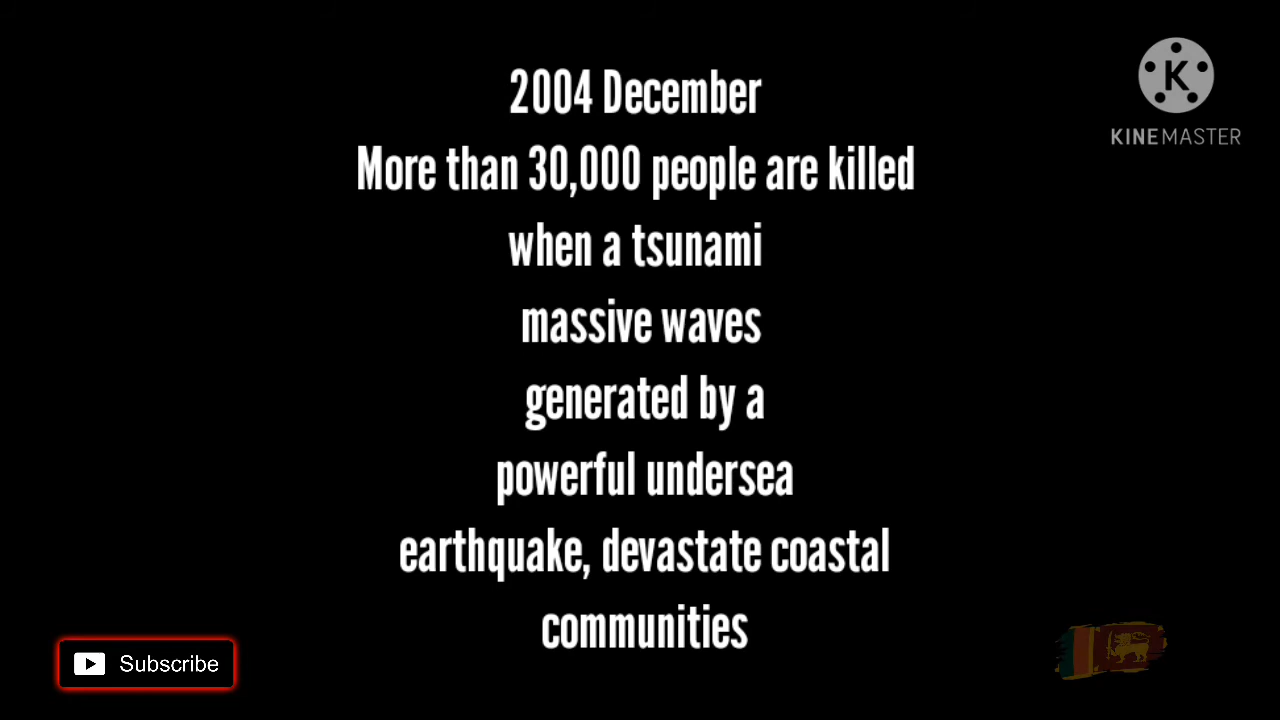 2004 December
More than 30,000 people are killed
when a tsunami
massive waves
generated by a
powerful undersea
earthquake, devastate coastal
communities
K
KINEMASTER
Subscribe